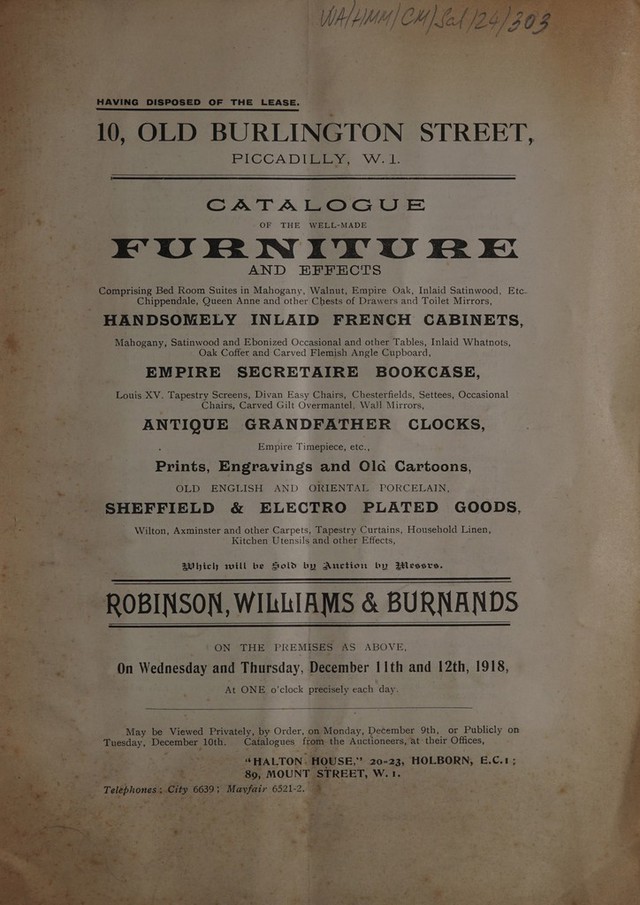 WA/HMM/CM/Sal/24/303
HAVING DISPOSED OF THE LEASE.
10, OLD BURLINGTON STREET,
PICCADILLY, W.1.
CATALOGUE
OF THE WELL-MADE
FURNITURE
AND EFFECTS
Comprising Bed Room Suites in Mahogany, Walnut, Empire Oak, Inlaid Satinwood, Etc.
Chippendale, Queen Anne and other Chests of Drawers and Toilet Mirrors,
HANDSOMELY INLAID FRENCH CABINETS,
Mahogany, Satinwood and Ebonized Occasional and other Tables, Inlaid Whatnots,
Oak Coffer and Carved Flemish Angle Cupboard,
EMPIRE SECRETAIRE BOOKCASE,
Louis XV. Tapestry Screens, Divan Easy Chairs, Chesterfields, Settees, Occasional
Chairs, Carved Gilt Overmantel, Wall Mirrors,
ANTIQUE GRANDFATHER CLOCKS,
Empire Timepiece, etc.,
Prints, Engravings and Old Cartoons,
OLD ENGLISH AND ORIENTAL PORCELAIN,
SHEFFIELD & ELECTRO PLATED GOODS,
Wilton, Axminster and other Carpets, Tapestry Curtains, Household Linen,
Kitchen Utensils and other Effects,
Which will be Sold by Auction by Messrs.
ROBINSON, WILLIAMS & BURNANDS
ON THE PREMISES AS ABOVE,
On Wednesday and Thursday, December 11th and 12th, 1918,
At ONE o'clock precisely each day.
May be Viewed Privately, by Order, on Monday, December 9th, or Publicly on
Tuesday, December 10th. Catalogues from the Auctioneers, at their Offices,
"HALTON HOUSE," 20-23, HOLBORN, E.C.1;
89, MOUNT STREET, W.1.
Telephones: City 6639; Mayfair 6521-2.